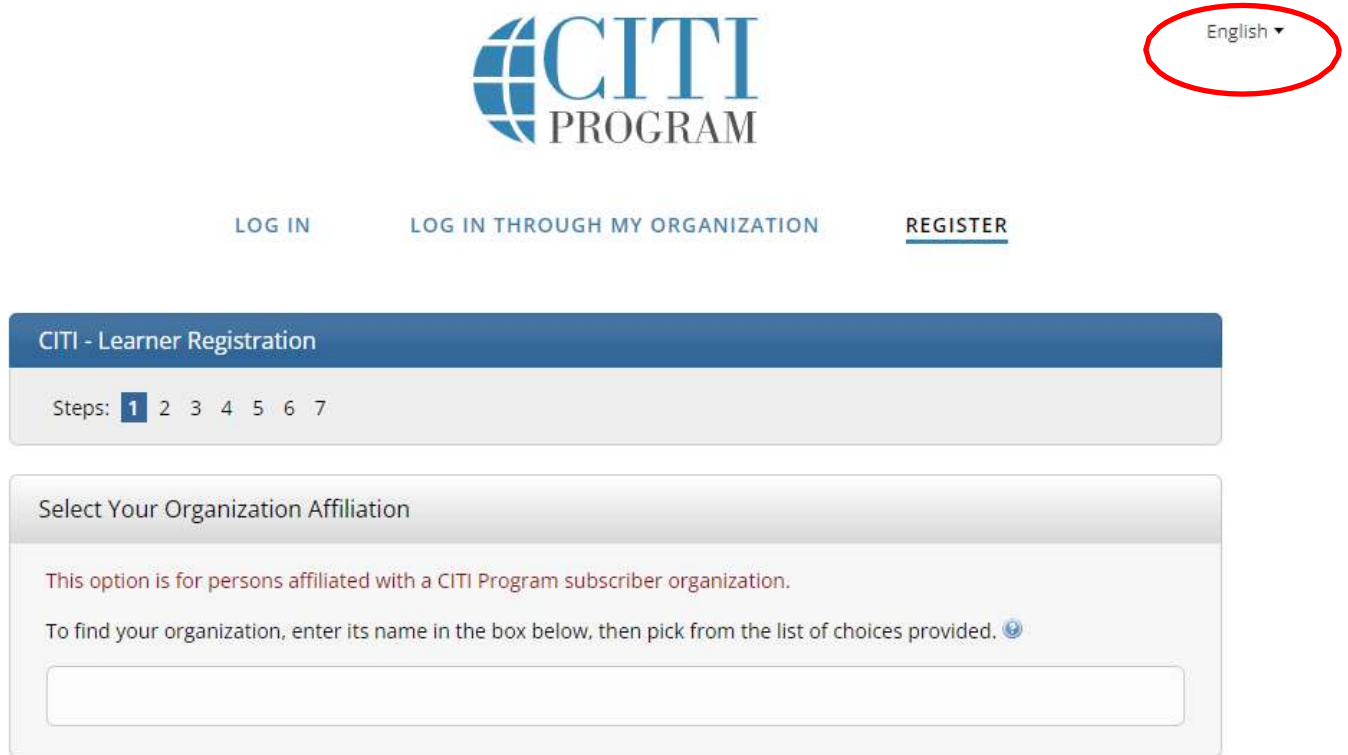 English
CITI
PROGRAM
LOG IN LOG IN THROUGH MY ORGANIZATION REGISTER
CITI - Learner Registration
Steps: 1 2 3 4 5 6 7
Select Your Organization Affiliation
This option is for persons affiliated with a CITI Program subscriber organization.
To find your organization, enter its name in the box below, then pick from the list of choices provided.